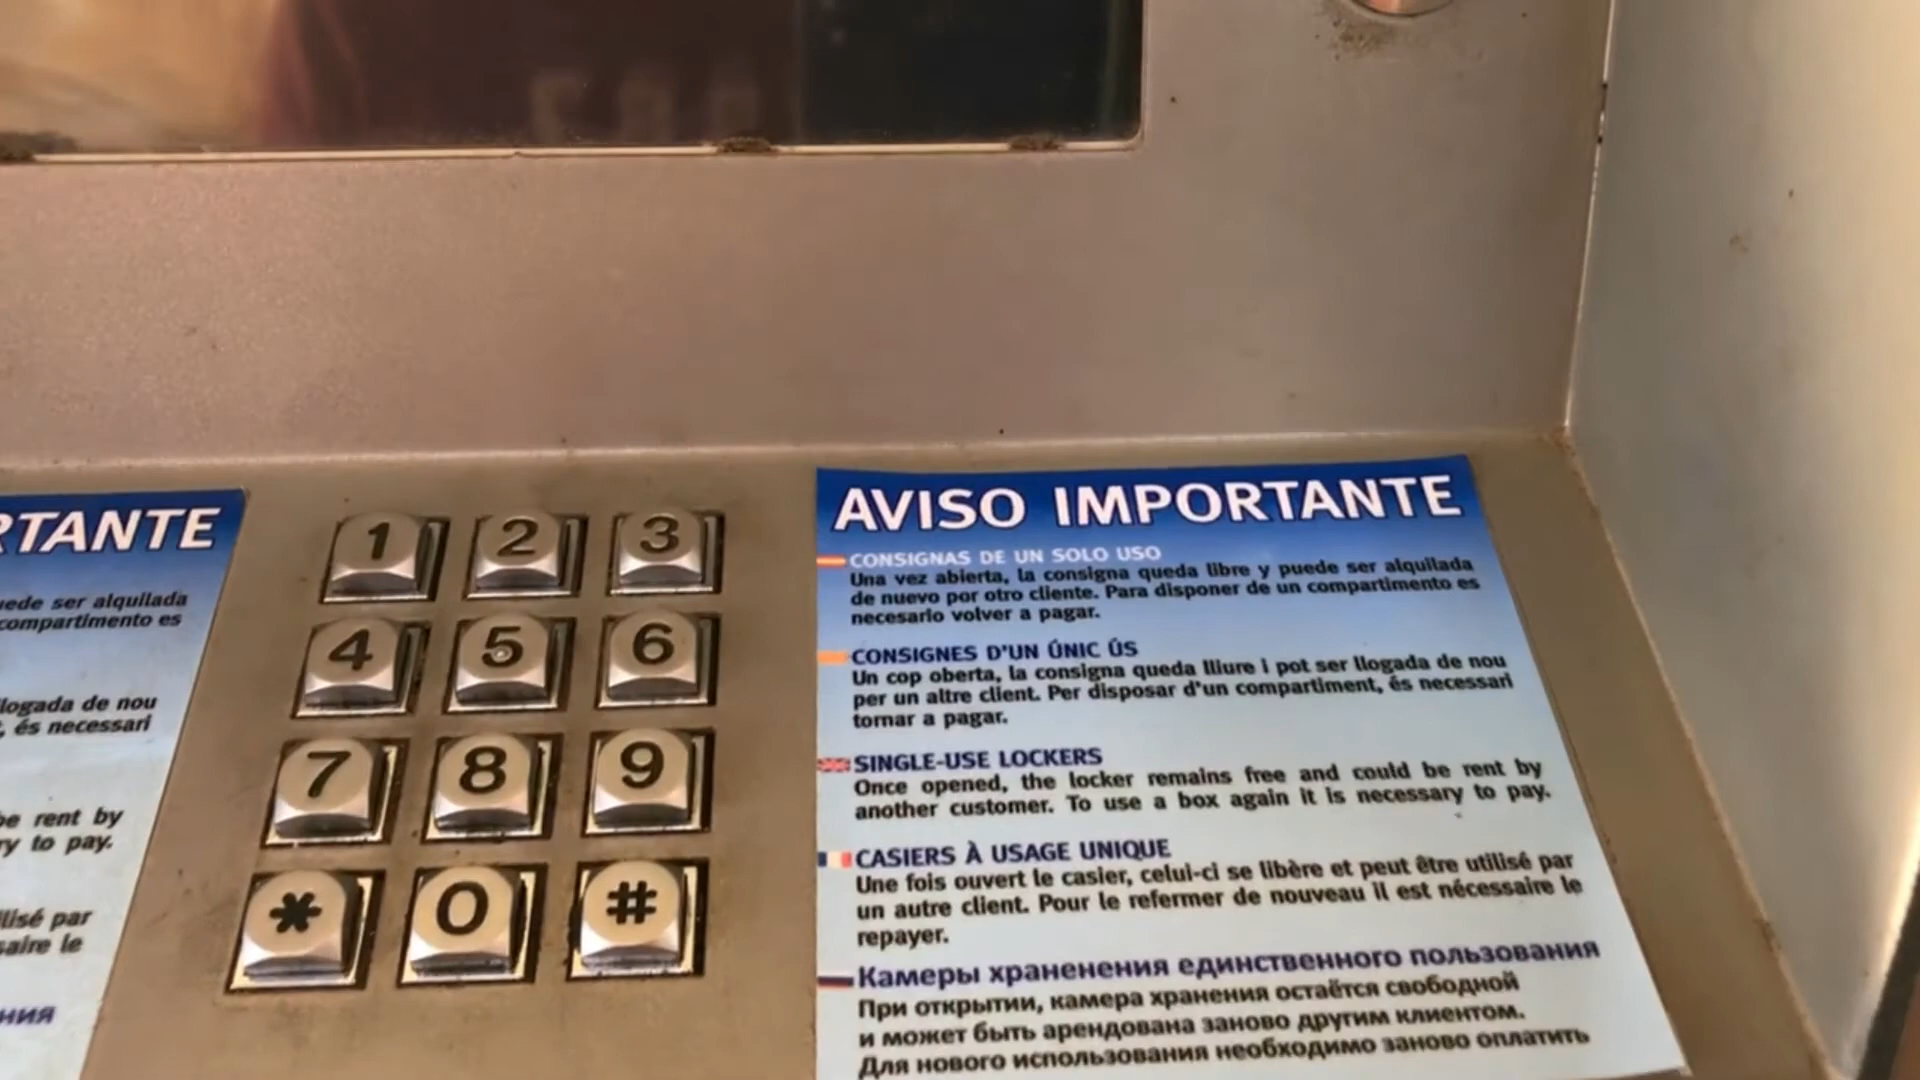 RTANTE
uede ser alquilada
compartimento es
llogada de nou
, és necessari
be rent by
ry to pay.
ilisé par
saire le
ния
1 2 3
4 5 6
7 8 9
* 0 #
AVISO IMPORTANTE
CONSIGNAS DE UN SOLO USO
Una vez abierta, la consigna queda libre y puede ser alquilada
de nuevo por otro cliente. Para disponer de un compartimento es
necesario volver a pagar.
CONSIGNES D'UN ÚNIC ÚS
Un cop oberta, la consigna queda lliure i pot ser llogada de nou
per un altre client. Per disposar d'un compartiment, és necessari
tornar a pagar.
SINGLE-USE LOCKERS
Once opened, the locker remains free and could be rent by
another customer. To use a box again it is necessary to pay.
CASIERS À USAGE UNIQUE
Une fois ouvert le casier, celui-ci se libère et peut être utilisé par
un autre client. Pour le refermer de nouveau il est nécessaire le
repayer.
Камеры храненения единственного пользования
При открытии, камера хранения остаётся свободной
и может быть арендована заново другим клиентом.
Для нового использования необходимо заново оплатить